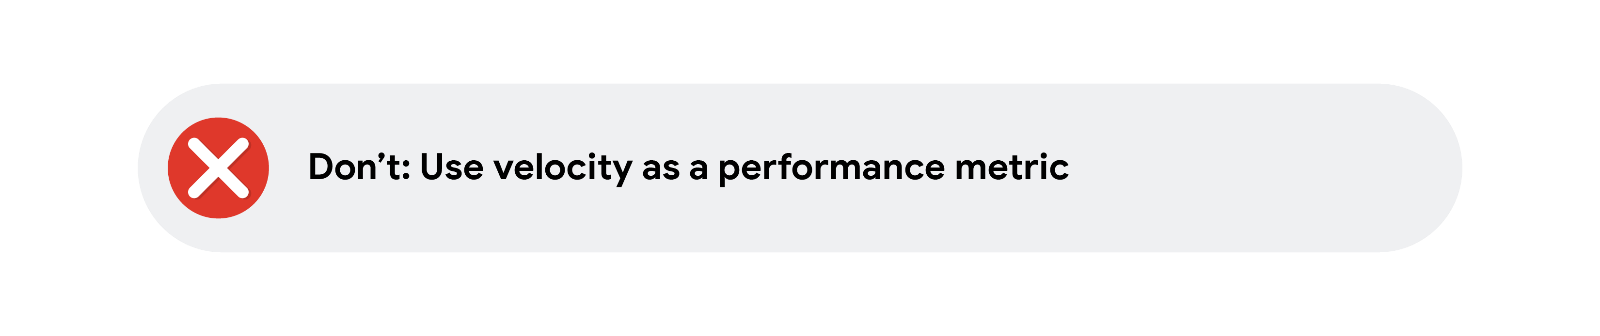 Don’t: Use velocity as a performance metric